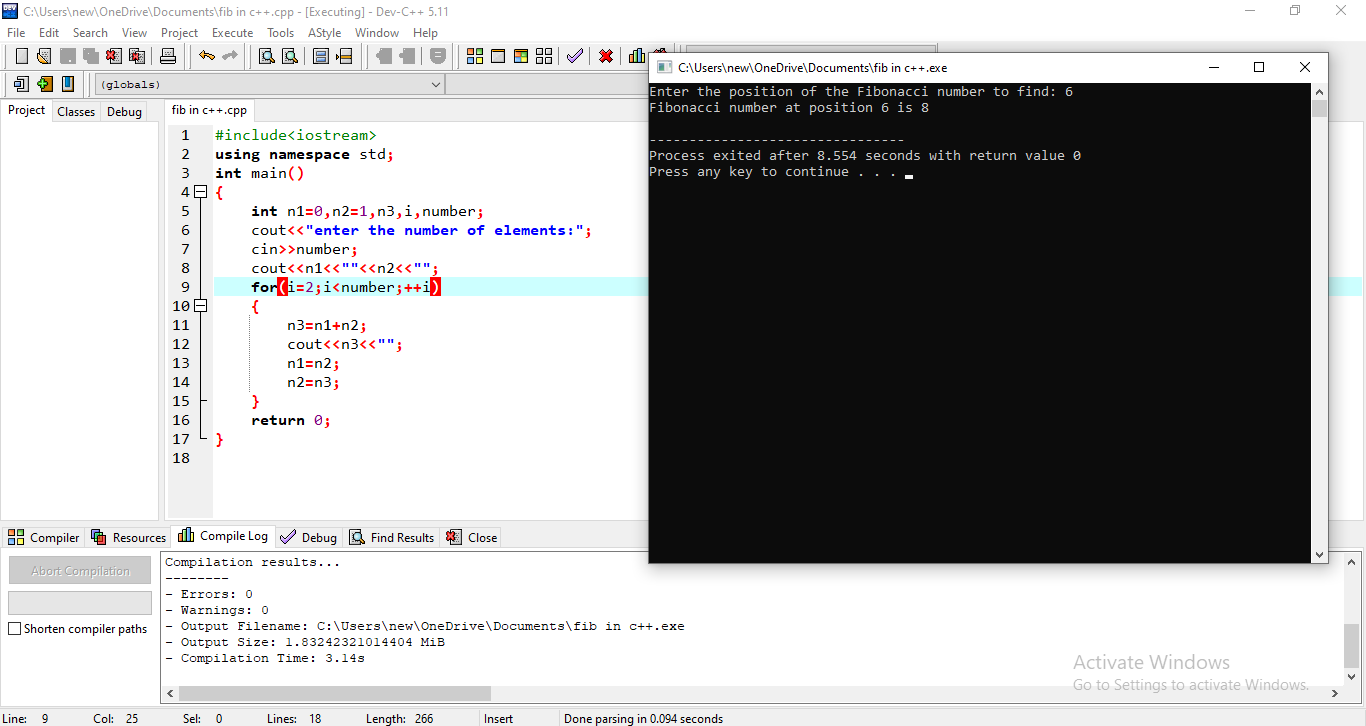 C:\Users\new\OneDrive\Documents\fib in c++.cpp - [Executing] - Dev-C++ 5.11
File Edit Search View Project Execute Tools AStyle Window Help
(globals)
Project Classes Debug
fib in c++.cpp
1 #include<iostream>
2 using namespace std;
3 int main()
4 {
5 int n1=0,n2=1,n3,i,number;
6 cout<<"enter the number of elements:";
7 cin>>number;
8 cout<<n1<<""<<n2<<"";
9 for(i=2;i<number;++i)
10 {
11 n3=n1+n2;
12 cout<<n3<<"";
13 n1=n2;
14 n2=n3;
15 }
16 return 0;
17 }
18
C:\Users\new\OneDrive\Documents\fib in c++.exe
Enter the position of the Fibonacci number to find: 6
Fibonacci number at position 6 is 8
--------------------------------
Process exited after 8.554 seconds with return value 0
Press any key to continue . . .
Compiler Resources Compile Log Debug Find Results Close
Abort Compilation
Shorten compiler paths
Compilation results...
--------
- Errors: 0
- Warnings: 0
- Output Filename: C:\Users\new\OneDrive\Documents\fib in c++.exe
- Output Size: 1.83242321014404 MiB
- Compilation Time: 3.14s
Activate Windows
Go to Settings to activate Windows.
Line: 9 Col: 25 Sel: 0 Lines: 18 Length: 266 Insert Done parsing in 0.094 seconds